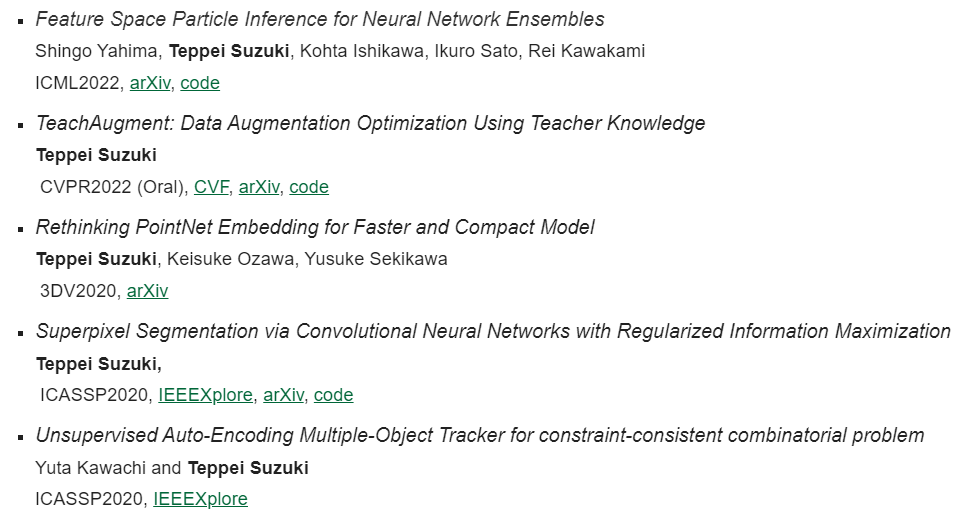 Feature Space Particle Inference for Neural Network Ensembles
Shingo Yahima, Teppei Suzuki, Kohta Ishikawa, Ikuro Sato, Rei Kawakami
ICML2022, arXiv, code
TeachAugment: Data Augmentation Optimization Using Teacher Knowledge
Teppei Suzuki
CVPR2022 (Oral), CVF, arXiv, code
Rethinking PointNet Embedding for Faster and Compact Model
Teppei Suzuki, Keisuke Ozawa, Yusuke Sekikawa
3DV2020, arXiv
Superpixel Segmentation via Convolutional Neural Networks with Regularized Information Maximization
Teppei Suzuki,
ICASSP2020, IEEEXplore, arXiv, code
Unsupervised Auto-Encoding Multiple-Object Tracker for constraint-consistent combinatorial problem
Yuta Kawachi and Teppei Suzuki
ICASSP2020, IEEEXplore